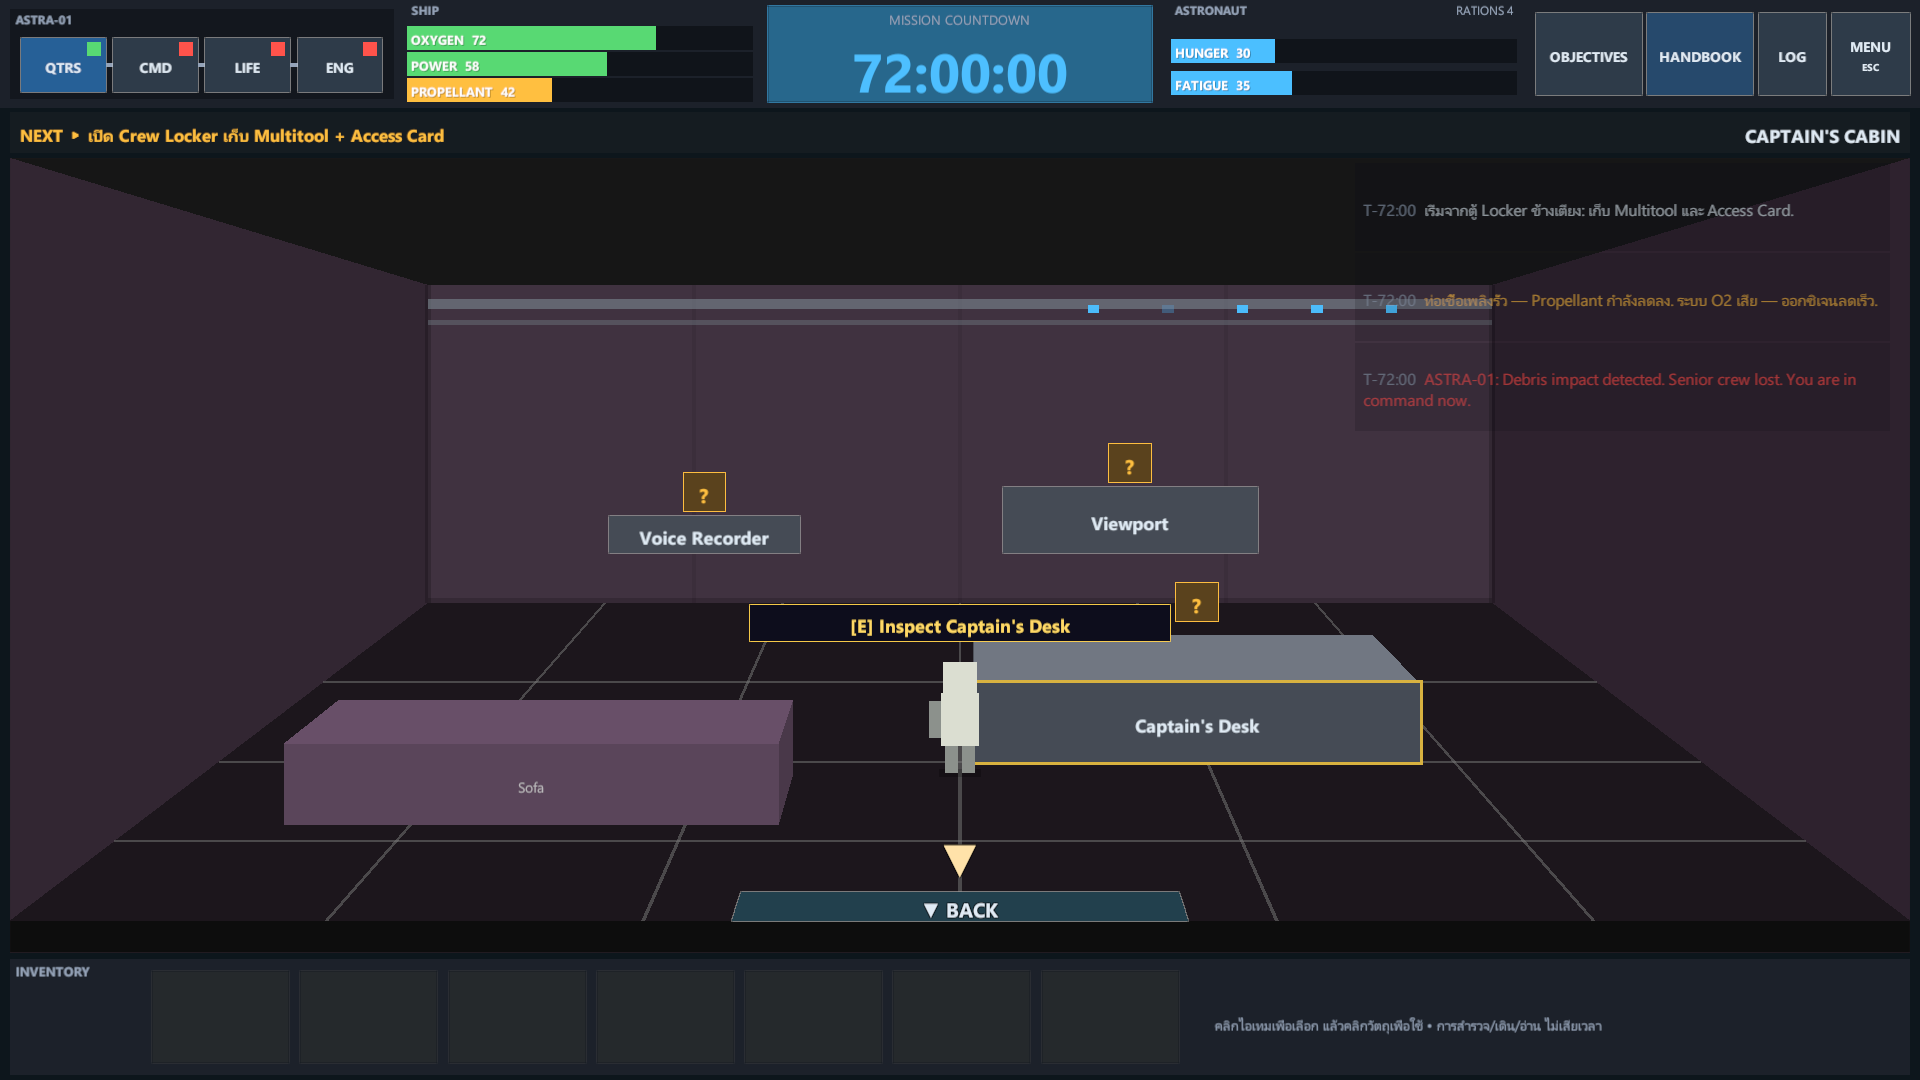 ASTRA-01
QTRS
CMD
LIFE
ENG
SHIP
OXYGEN 72
POWER 58
PROPELLANT 42
MISSION COUNTDOWN
72:00:00
ASTRONAUT
RATIONS 4
HUNGER 30
FATIGUE 35
OBJECTIVES
HANDBOOK
LOG
MENU
ESC
NEXT ▸ เปิด Crew Locker เก็บ Multitool + Access Card
CAPTAIN'S CABIN
T-72:00 เริ่มจากตู้ Locker ข้างเตียง: เก็บ Multitool และ Access Card.
T-72:00 ท่อเชื้อเพลิงรั่ว — Propellant กำลังลดลง. ระบบ O2 เสีย — ออกซิเจนลดเร็ว.
T-72:00 ASTRA-01: Debris impact detected. Senior crew lost. You are in
command now.
?
?
Voice Recorder
Viewport
?
[E] Inspect Captain's Desk
Captain's Desk
Sofa
▼ BACK
INVENTORY
คลิกไอเทมเพื่อเลือก แล้วคลิกวัตถุเพื่อใช้ • การสำรวจ/เดิน/อ่าน ไม่เสียเวลา